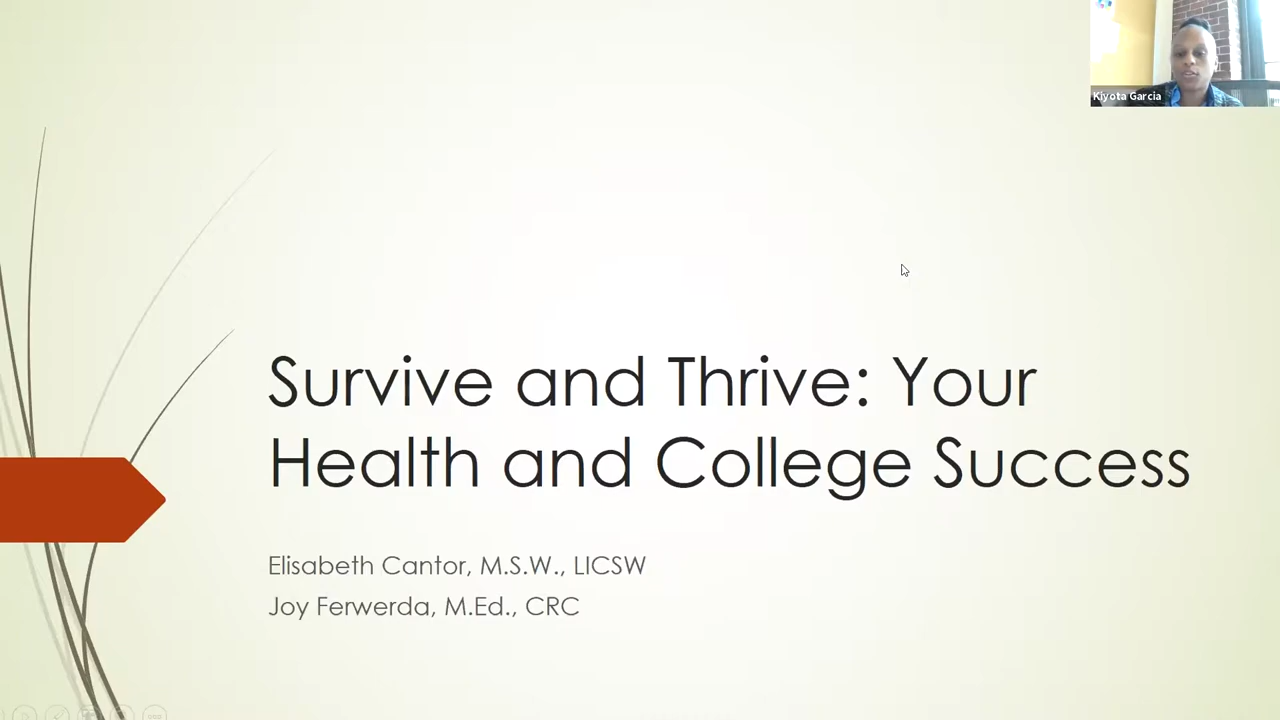 Kiyota Garcia
Survive and Thrive: Your
Health and College Success
Elisabeth Cantor, M.S.W., LICSW
Joy Ferwerda, M.Ed., CRC